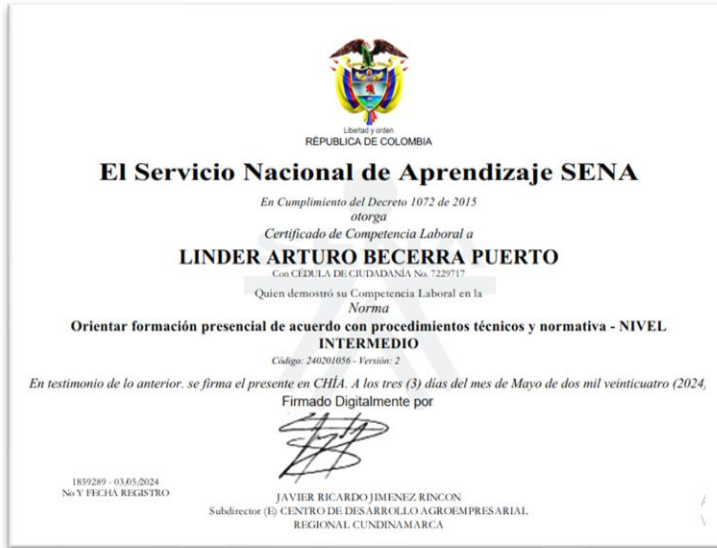 Libertad y orden
RÉPUBLICA DE COLOMBIA
El Servicio Nacional de Aprendizaje SENA
En Cumplimiento del Decreto 1072 de 2015
otorga
Certificado de Competencia Laboral a
SENA
LINDER ARTURO BECERRA PUERTO
Con CÉDULA DE CIUDADANÍA No. 7229717
Quien demostró su Competencia Laboral en la
Norma
Orientar formación presencial de acuerdo con procedimientos técnicos y normativa - NIVEL
INTERMEDIO
Código: 240201056 - Versión: 2
En testimonio de lo anterior. se firma el presente en CHÍA. A los tres (3) días del mes de Mayo de dos mil veinticuatro (2024,
Firmado Digitalmente por
1859289 - 03/05/2024
No Y FECHA REGISTRO
JAVIER RICARDO JIMENEZ RINCON
Subdirector (E) CENTRO DE DESARROLLO AGROEMPRESARIAL
REGIONAL CUNDINAMARCA